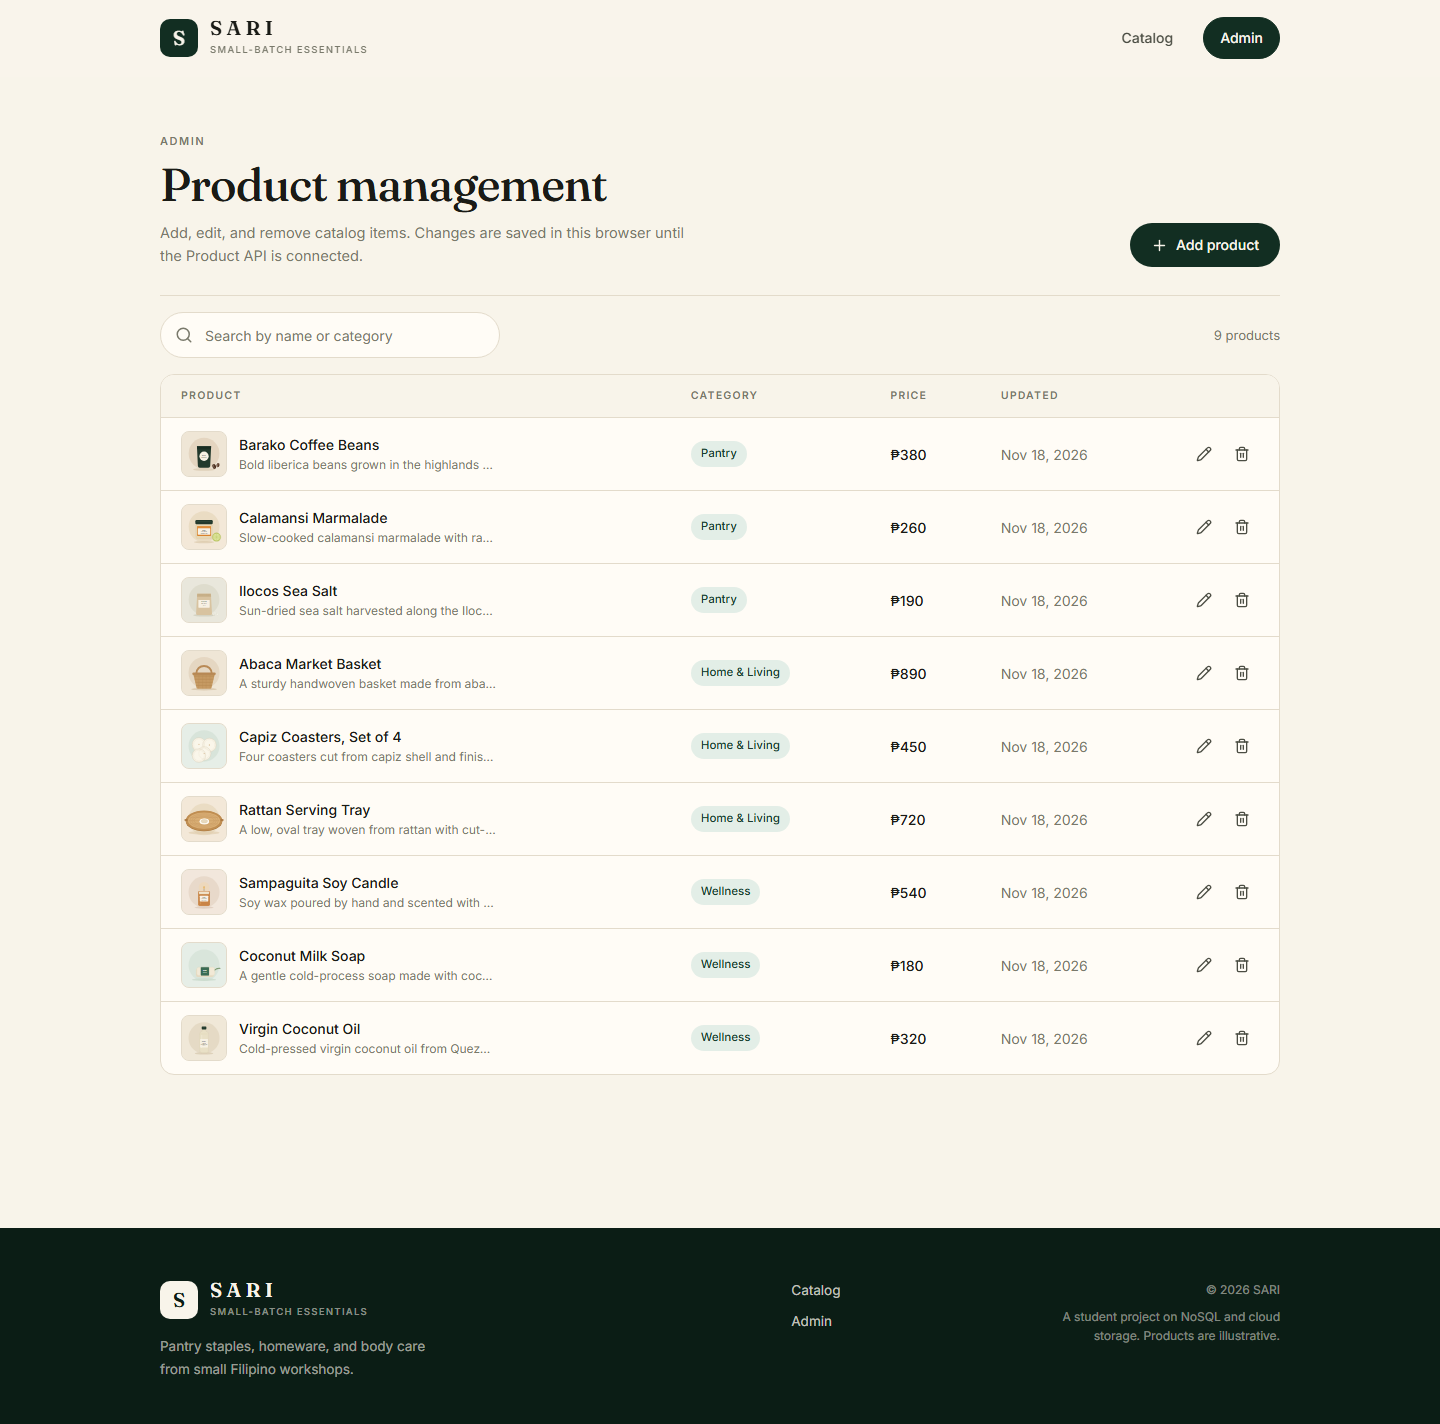 S
SARI
SMALL-BATCH ESSENTIALS
Catalog
Admin
ADMIN
Product management
Add, edit, and remove catalog items. Changes are saved in this browser until
the Product API is connected.
+ Add product
Search by name or category
9 products
PRODUCT CATEGORY PRICE UPDATED
Barako Coffee Beans
Bold liberica beans grown in the highlands ...
Pantry
₱380
Nov 18, 2026
Calamansi Marmalade
Slow-cooked calamansi marmalade with ra...
Pantry
₱260
Nov 18, 2026
Ilocos Sea Salt
Sun-dried sea salt harvested along the Iloc...
Pantry
₱190
Nov 18, 2026
Abaca Market Basket
A sturdy handwoven basket made from aba...
Home & Living
₱890
Nov 18, 2026
Capiz Coasters, Set of 4
Four coasters cut from capiz shell and finis...
Home & Living
₱450
Nov 18, 2026
Rattan Serving Tray
A low, oval tray woven from rattan with cut-...
Home & Living
₱720
Nov 18, 2026
Sampaguita Soy Candle
Soy wax poured by hand and scented with ...
Wellness
₱540
Nov 18, 2026
Coconut Milk Soap
A gentle cold-process soap made with coc...
Wellness
₱180
Nov 18, 2026
Virgin Coconut Oil
Cold-pressed virgin coconut oil from Quez...
Wellness
₱320
Nov 18, 2026
S
SARI
SMALL-BATCH ESSENTIALS
Pantry staples, homeware, and body care
from small Filipino workshops.
Catalog
Admin
© 2026 SARI
A student project on NoSQL and cloud
storage. Products are illustrative.